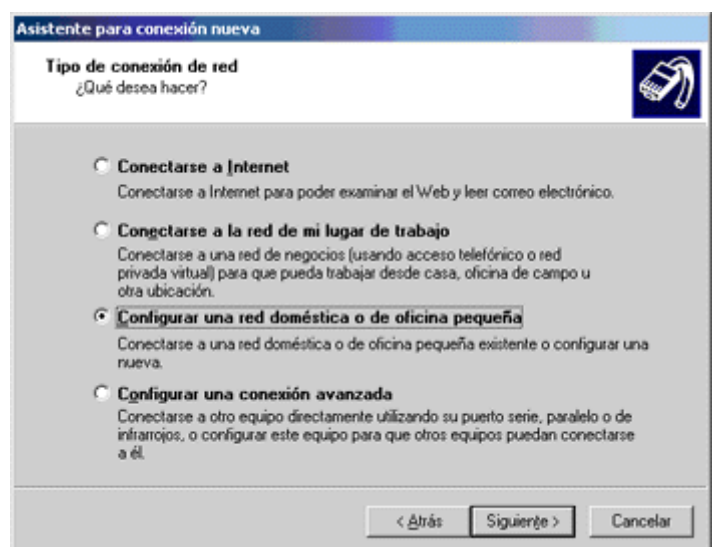 Asistente para conexión nueva
Tipo de conexión de red
¿Qué desea hacer?
Conectarse a Internet
Conectarse a Internet para poder examinar el Web y leer correo electrónico.
Conectarse a la red de mi lugar de trabajo
Conectarse a una red de negocios (usando acceso telefónico o red
privada virtual) para que pueda trabajar desde casa, oficina de campo u
otra ubicación.
Configurar una red doméstica o de oficina pequeña
Conectarse a una red doméstica o de oficina pequeña existente o configurar una
nueva.
Configurar una conexión avanzada
Conectarse a otro equipo directamente utilizando su puerto serie, paralelo o de
infrarrojos, o configurar este equipo para que otros equipos puedan conectarse
a él.
< Atrás Siguiente > Cancelar